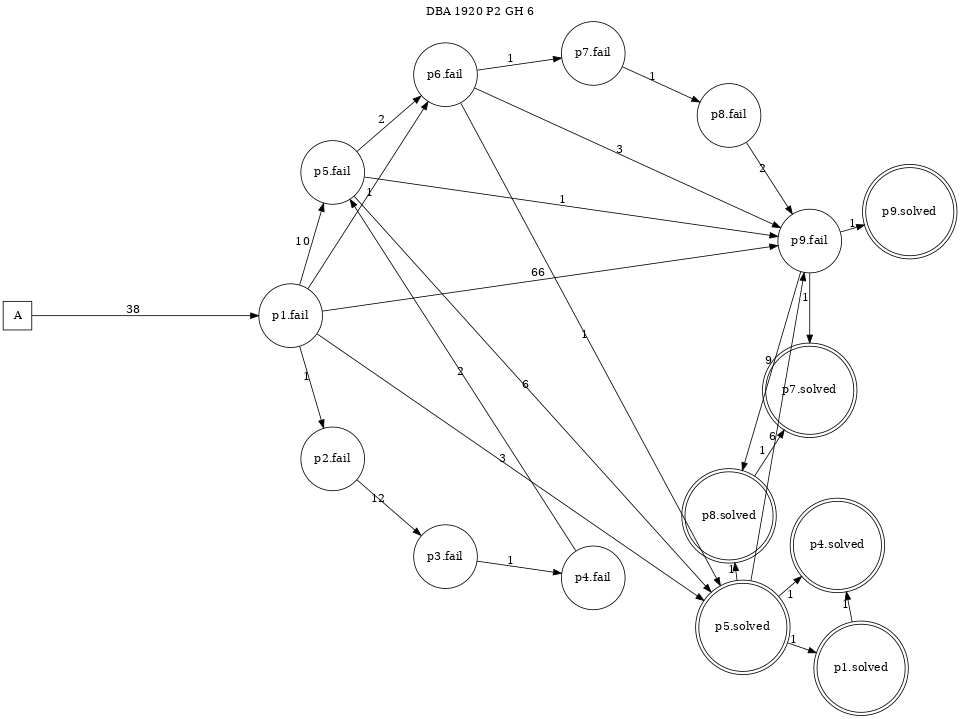 DBA 1920 P2 GH 6
p7.fail
1
p6.fail
1
p8.fail
2
3
2
p5.fail
1
1
p9.solved
1
p9.fail
10
66
1
A
38
p1.fail
1
9
2
1
6
p7.solved
6
1
3
p2.fail
12
p8.solved
p4.solved
p3.fail
1
p4.fail
1
1
1
p5.solved
1
p1.solved